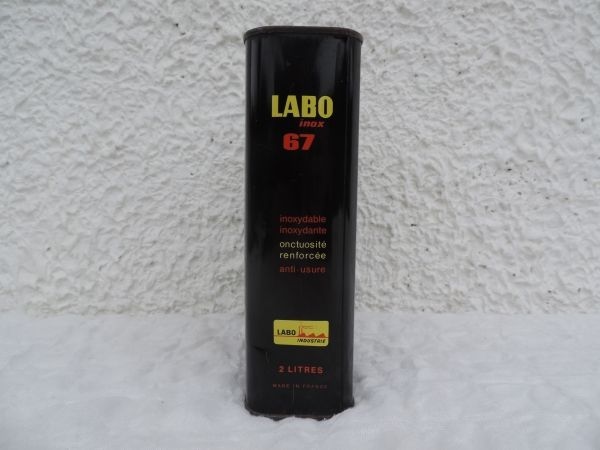 LABO
inox
67
inoxydable
inoxydante
onctuosité
renforcée
anti-usure
LABO
INDUSTRIE
2 LITRES
MADE IN FRANCE